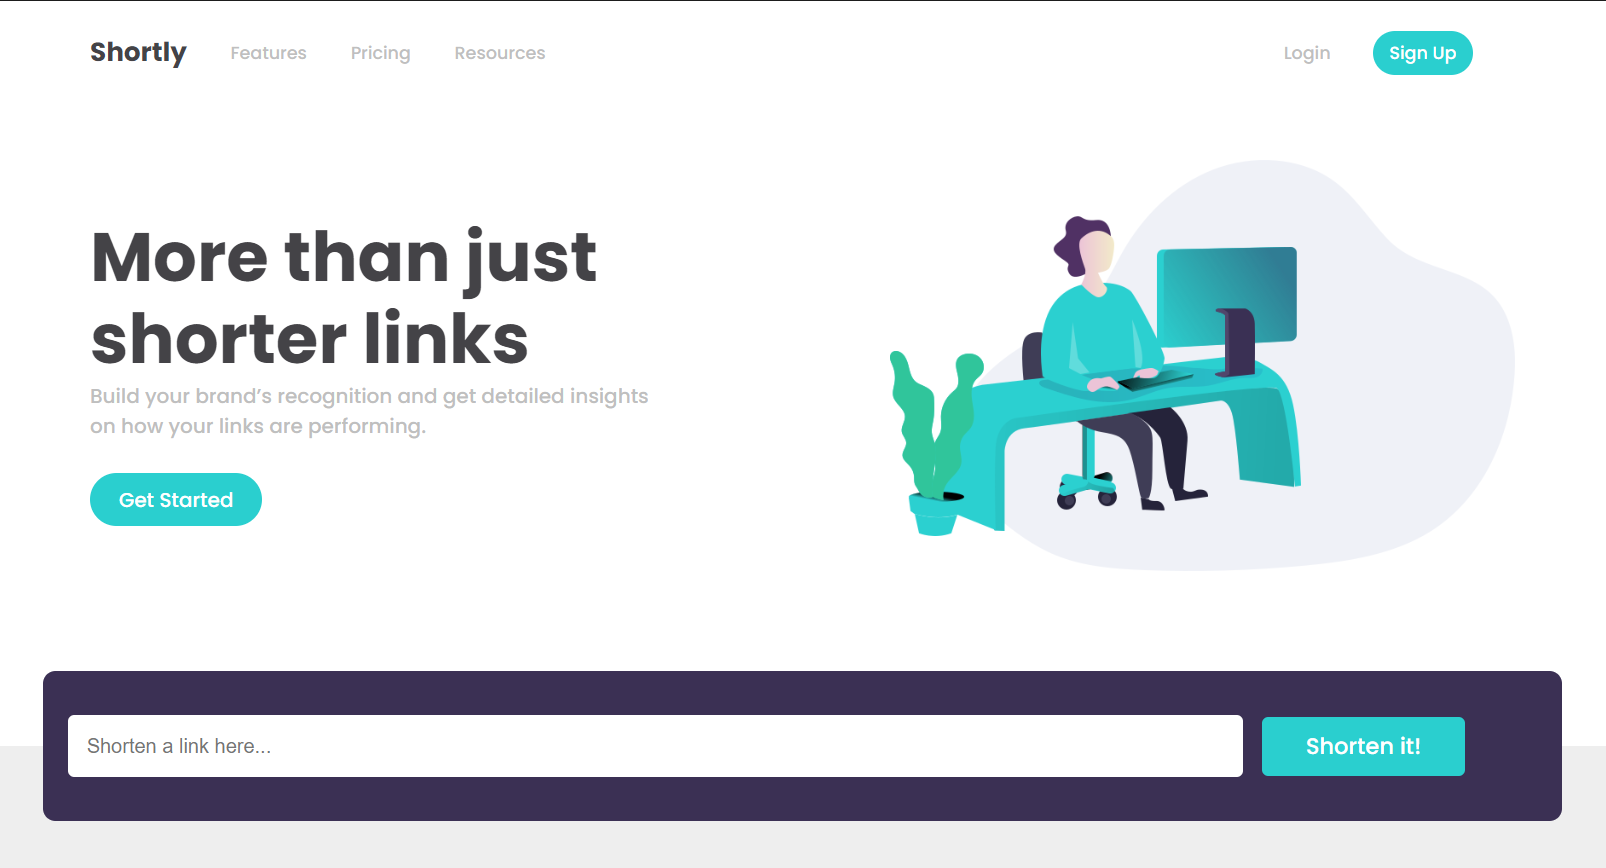 Shortly Features Pricing Resources Login Sign Up
More than just
shorter links
Build your brand’s recognition and get detailed insights
on how your links are performing.
Get Started
Shorten a link here... Shorten it!